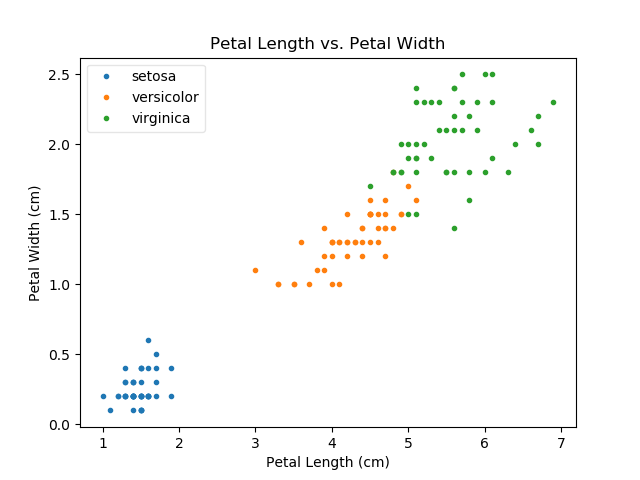 Petal Length vs. Petal Width
setosa
versicolor
virginica
Petal Width (cm)
2.5
2.0
1.5
1.0
0.5
0.0
1 2 3 4 5 6 7
Petal Length (cm)